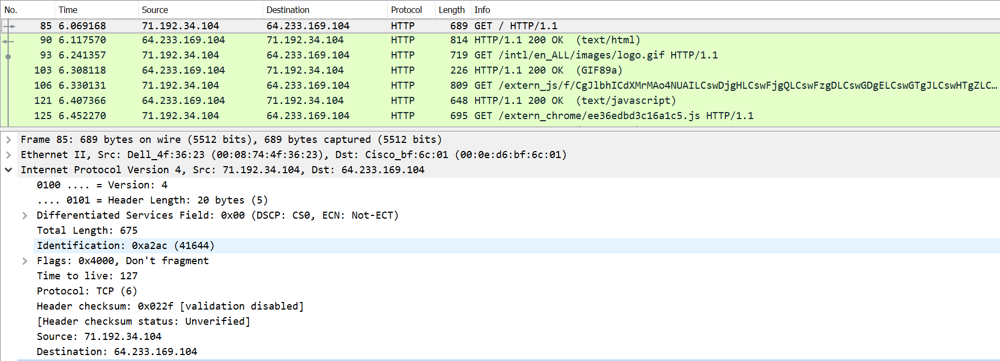 No. Time Source Destination Protocol Length Info
85 6.069168 71.192.34.104 64.233.169.104 HTTP 689 GET / HTTP/1.1
90 6.117570 64.233.169.104 71.192.34.104 HTTP 814 HTTP/1.1 200 OK (text/html)
93 6.241357 71.192.34.104 64.233.169.104 HTTP 719 GET /intl/en_ALL/images/logo.gif HTTP/1.1
103 6.308118 64.233.169.104 71.192.34.104 HTTP 226 HTTP/1.1 200 OK (GIF89a)
106 6.330131 71.192.34.104 64.233.169.104 HTTP 809 GET /extern_js/f/CgJlbhICdXMrMAo4NUAILCswDjgHLCswFjgQLCswFzgDLCswGDgELCswGTgJLCswHTgZLC…
121 6.407366 64.233.169.104 71.192.34.104 HTTP 648 HTTP/1.1 200 OK (text/javascript)
125 6.452270 71.192.34.104 64.233.169.104 HTTP 695 GET /extern_chrome/ee36edbd3c16a1c5.js HTTP/1.1
Frame 85: 689 bytes on wire (5512 bits), 689 bytes captured (5512 bits)
Ethernet II, Src: Dell_4f:36:23 (00:08:74:4f:36:23), Dst: Cisco_bf:6c:01 (00:0e:d6:bf:6c:01)
Internet Protocol Version 4, Src: 71.192.34.104, Dst: 64.233.169.104
0100 .... = Version: 4
.... 0101 = Header Length: 20 bytes (5)
Differentiated Services Field: 0x00 (DSCP: CS0, ECN: Not-ECT)
Total Length: 675
Identification: 0xa2ac (41644)
Flags: 0x4000, Don't fragment
Time to live: 127
Protocol: TCP (6)
Header checksum: 0x022f [validation disabled]
[Header checksum status: Unverified]
Source: 71.192.34.104
Destination: 64.233.169.104